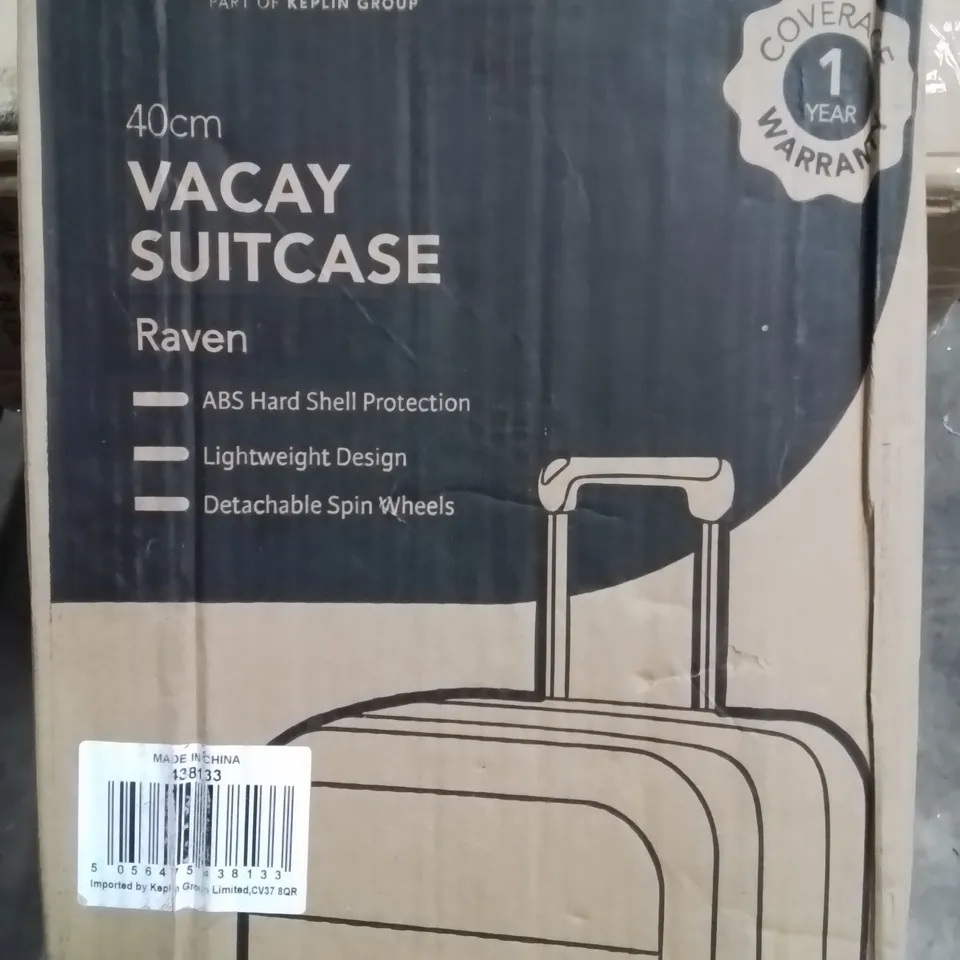 PART OF KEPLIN GROUP
COVERAGE
1
YEAR
WARRANTY
40cm
VACAY
SUITCASE
Raven
ABS Hard Shell Protection
Lightweight Design
Detachable Spin Wheels
MADE IN CHINA
438133
5 056475 438133
Imported by Keplin Group Limited,CV37 8QR